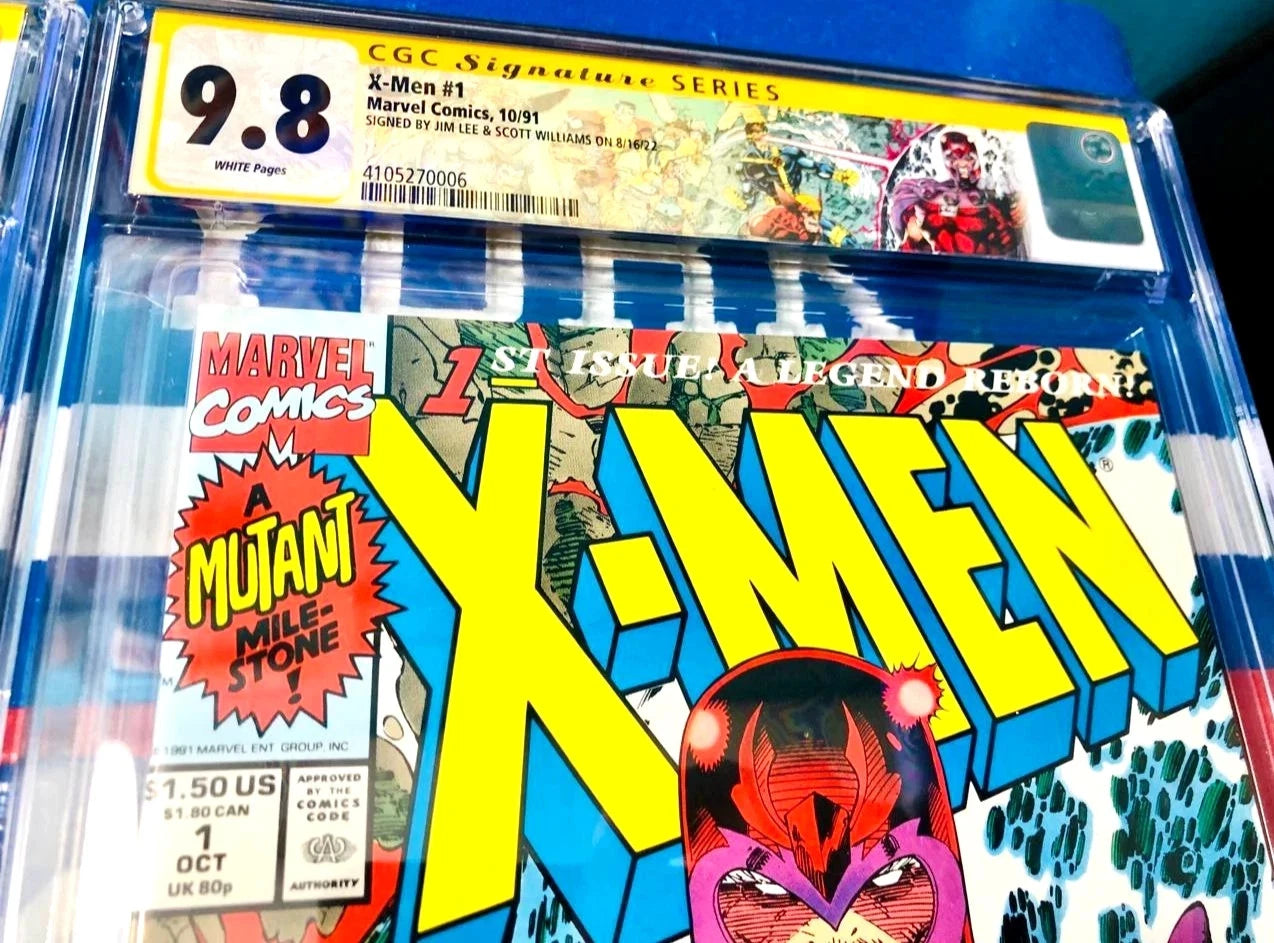 CGC Signature SERIES
9.8
WHITE Pages
X-Men #1
Marvel Comics, 10/91
SIGNED BY JIM LEE & SCOTT WILLIAMS ON 8/16/22
4105270006
MARVEL
COMICS
1ST ISSUE! A LEGEND REBORN!
X-MEN
®
A
MUTANT
MILE-
STONE
!
1991 MARVEL ENT. GROUP, INC.
$1.50 US
$1.80 CAN
1
OCT
UK 80p
APPROVED
BY THE
COMICS
CODE
CA
AUTHORITY